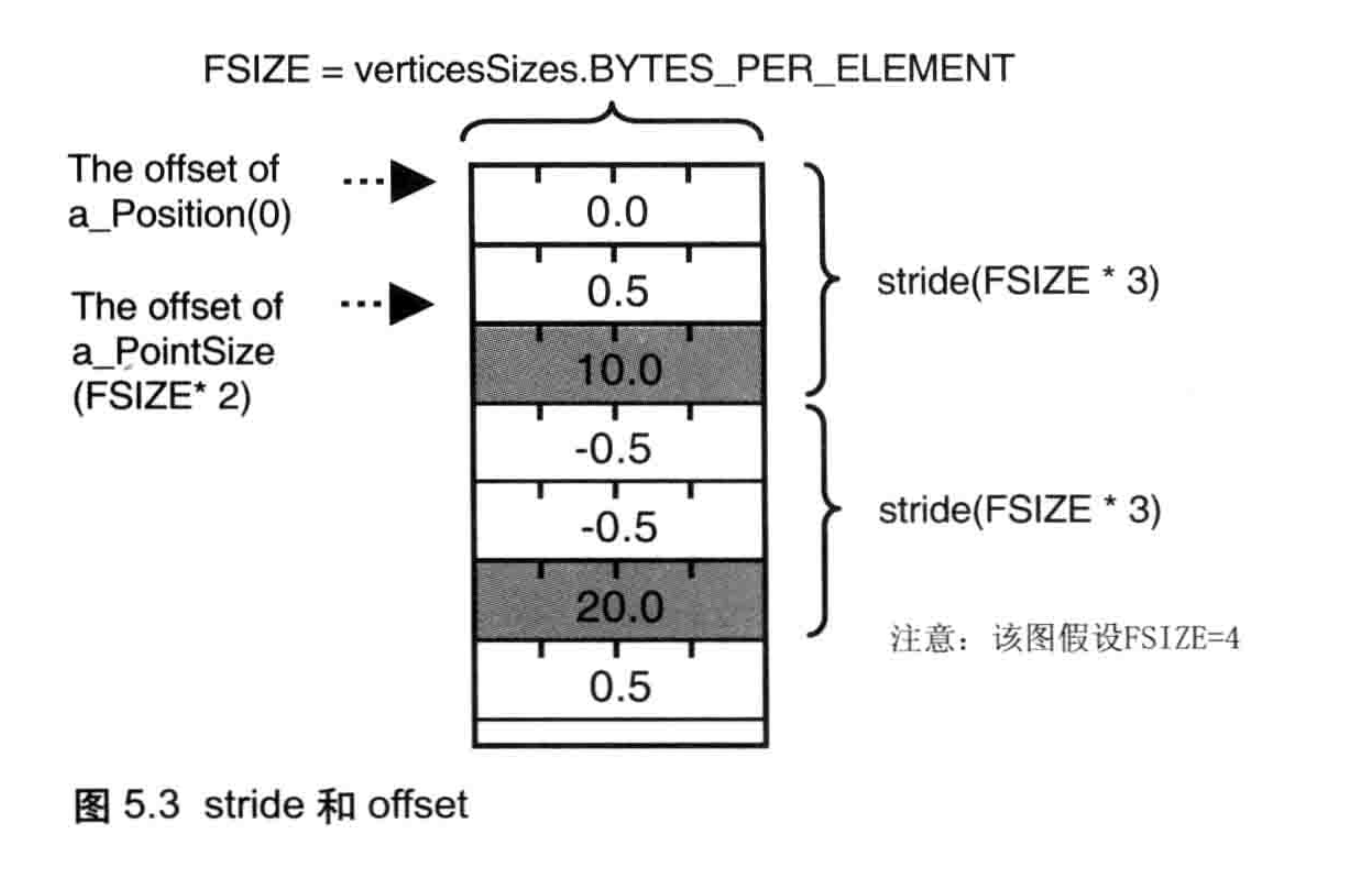 FSIZE = verticesSizes.BYTES_PER_ELEMENT
The offset of
a_Position(0)
The offset of
a_PointSize
(FSIZE* 2)
0.0
0.5
10.0
-0.5
-0.5
20.0
0.5
stride(FSIZE * 3)
stride(FSIZE * 3)
注意：该图假设FSIZE=4
图 5.3 stride 和 offset